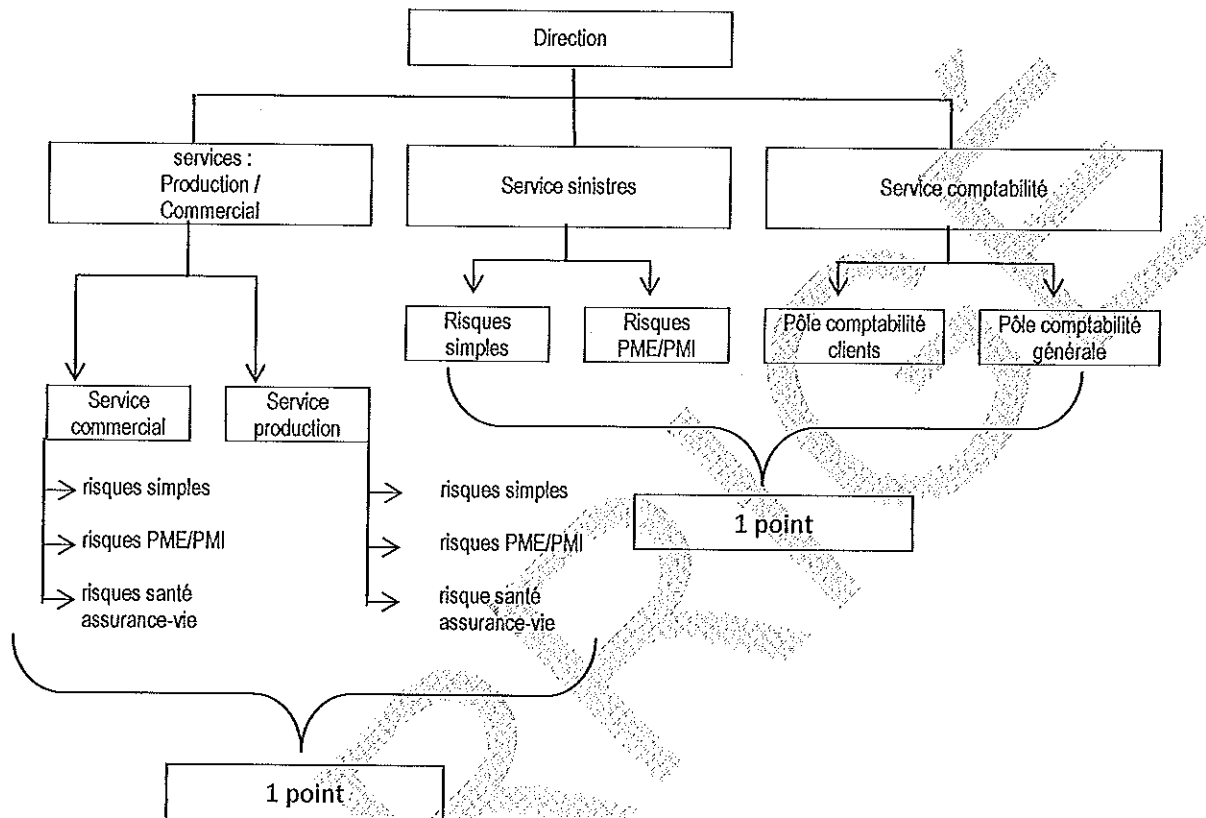 Direction
services :
Production /
Commercial
Service sinistres
Service comptabilité
Risques
simples
Risques
PME/PMI
Pôle comptabilité
clients
Pôle comptabilité
générale
Service
commercial
Service
production
risques simples
risques PME/PMI
risques santé
assurance-vie
risques simples
risques PME/PMI
risque santé
assurance-vie
1 point
1 point